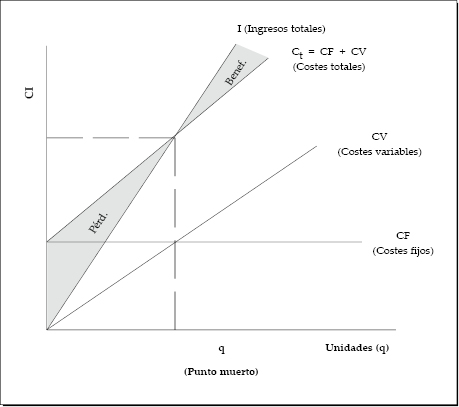 I (Ingresos totales)
Ct = CF + CV
(Costes totales)
Benef.
CI
CV
(Costes variables)
Pérd.
CF
(Costes fijos)
q
Unidades (q)
(Punto muerto)